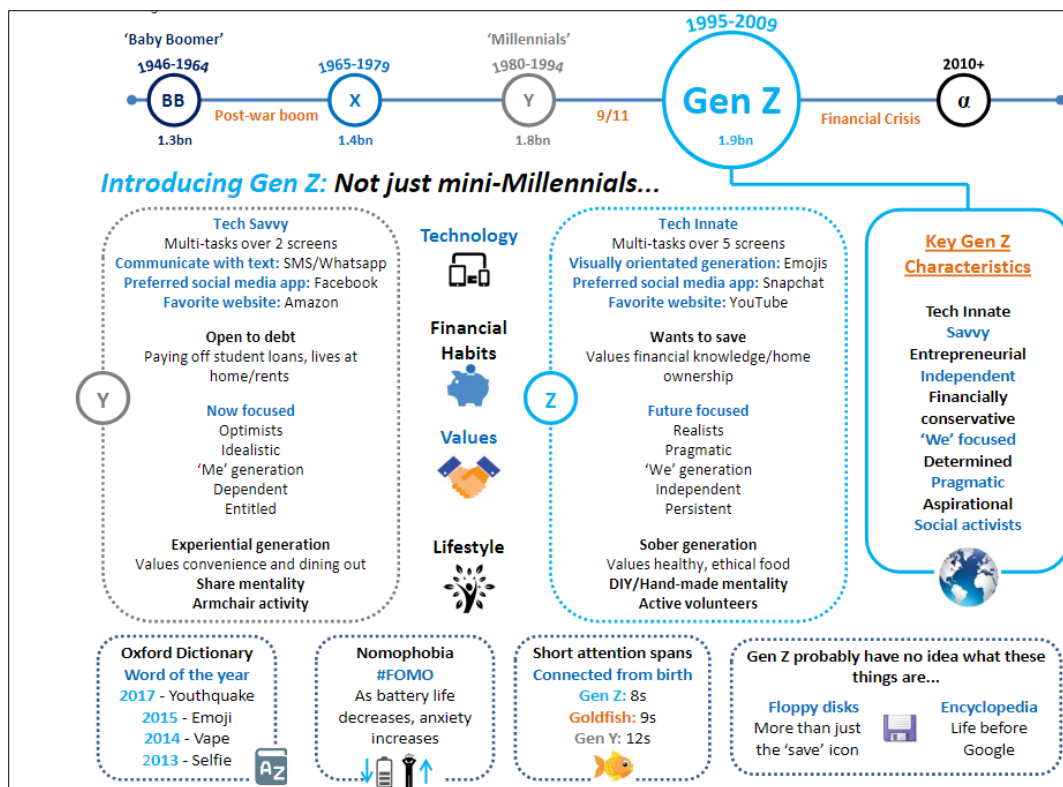 'Baby Boomer'
1946-1964
BB
1.3bn
Post-war boom
1965-1979
X
1.4bn
'Millennials'
1980-1994
Y
1.8bn
9/11
1995-2009
Gen Z
1.9bn
Financial Crisis
2010+
α
Introducing Gen Z: Not just mini-Millennials...
Y
Tech Savvy
Multi-tasks over 2 screens
Communicate with text: SMS/Whatsapp
Preferred social media app: Facebook
Favorite website: Amazon
Open to debt
Paying off student loans, lives at
home/rents
Now focused
Optimists
Idealistic
'Me' generation
Dependent
Entitled
Experiential generation
Values convenience and dining out
Share mentality
Armchair activity
Technology
Financial
Habits
Values
Lifestyle
Z
Tech Innate
Multi-tasks over 5 screens
Visually orientated generation: Emojis
Preferred social media app: Snapchat
Favorite website: YouTube
Wants to save
Values financial knowledge/home
ownership
Future focused
Realists
Pragmatic
'We' generation
Independent
Persistent
Sober generation
Values healthy, ethical food
DIY/Hand-made mentality
Active volunteers
Key Gen Z
Characteristics
Tech Innate
Savvy
Entrepreneurial
Independent
Financially
conservative
'We' focused
Determined
Pragmatic
Aspirational
Social activists
Oxford Dictionary
Word of the year
2017 - Youthquake
2015 - Emoji
2014 - Vape
2013 - Selfie
AZ
Nomophobia
#FOMO
As battery life
decreases, anxiety
increases
Short attention spans
Connected from birth
Gen Z: 8s
Goldfish: 9s
Gen Y: 12s
Gen Z probably have no idea what these
things are...
Floppy disks
More than just
the 'save' icon
Encyclopedia
Life before
Google